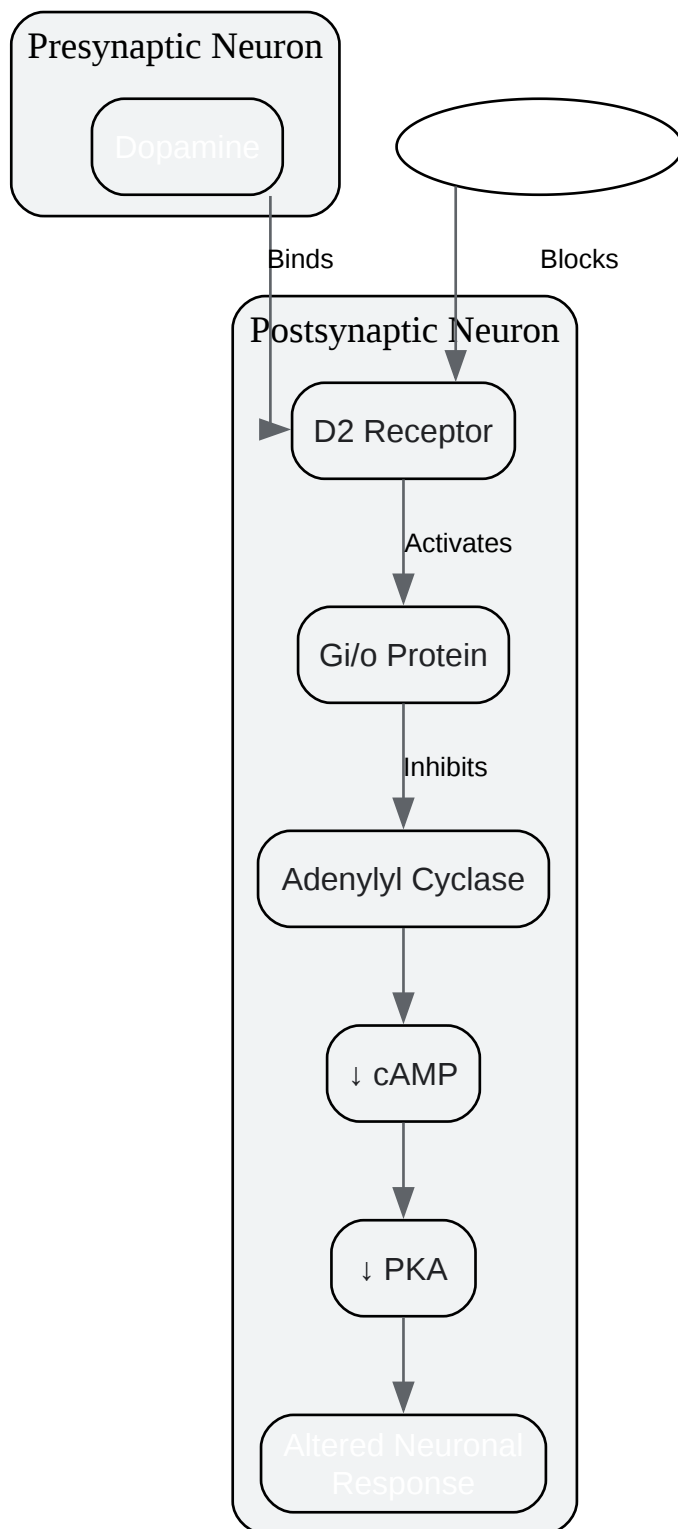 Presynaptic Neuron
Dopamine
Binds
Blocks
Postsynaptic Neuron
D2 Receptor
Activates
Gi/o Protein
Inhibits
Adenylyl Cyclase
↓ cAMP
↓ PKA
Altered Neuronal
Response